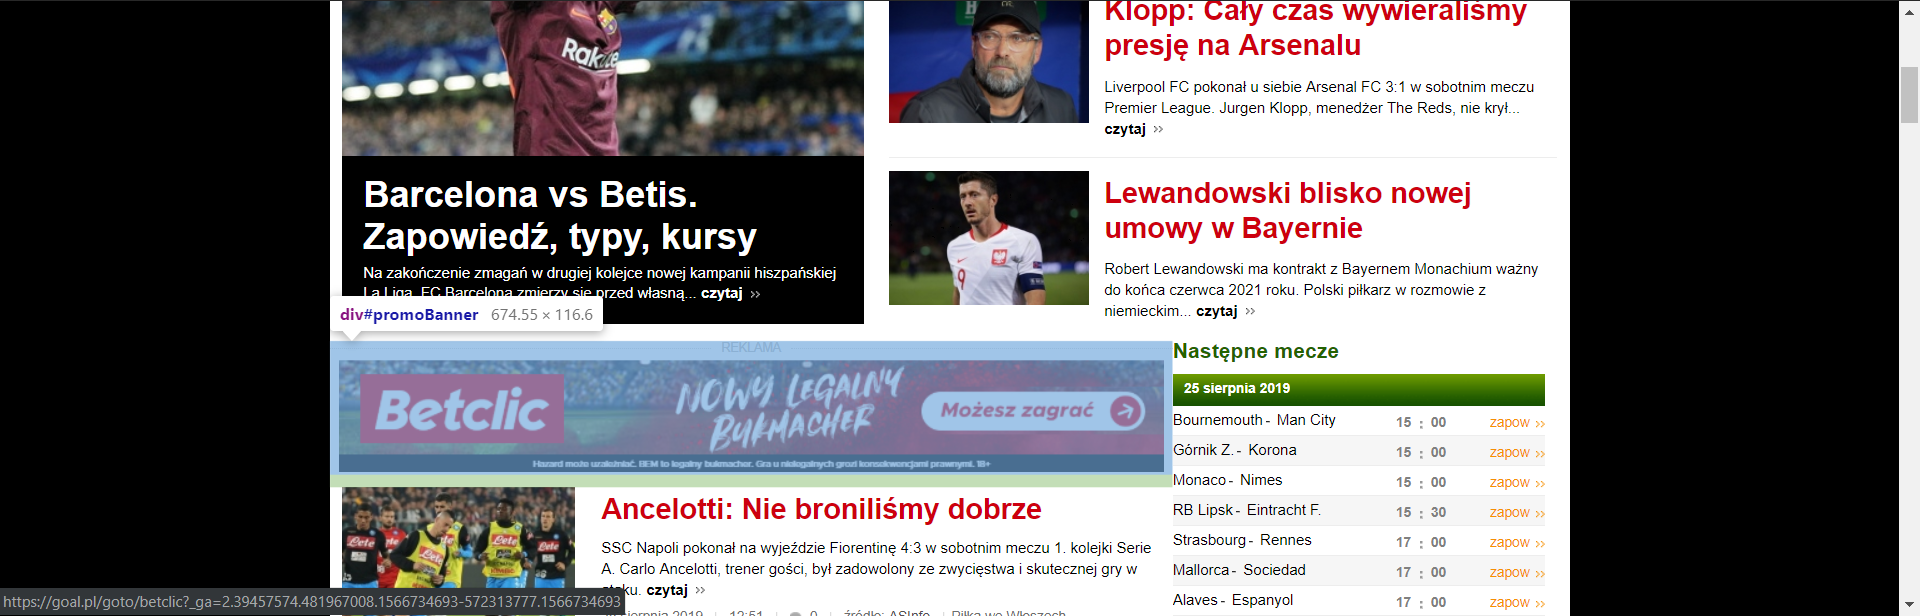 Rakuten
Barcelona vs Betis.
Zapowiedź, typy, kursy
Na zakończenie zmagań w drugiej kolejce nowej kampanii hiszpańskiej
La Liga, FC Barcelona zmierzy się przed własną... czytaj ››
div#promoBanner 674.55 × 116.6
Klopp: Cały czas wywieraliśmy
presję na Arsenalu
Liverpool FC pokonał u siebie Arsenal FC 3:1 w sobotnim meczu
Premier League. Jurgen Klopp, menedżer The Reds, nie krył...
czytaj ››
Lewandowski blisko nowej
umowy w Bayernie
Robert Lewandowski ma kontrakt z Bayernem Monachium ważny
do końca czerwca 2021 roku. Polski piłkarz w rozmowie z
niemieckim... czytaj ››
9
REKLAMA
Betclic
NOWY LEGALNY
BUKMACHER
Możesz zagrać
Hazard może uzależniać. BEM to legalny bukmacher. Gra u nielegalnych grozi konsekwencjami prawnymi. 18+
Lete Lete Lete Lete
Ancelotti: Nie broniliśmy dobrze
SSC Napoli pokonał na wyjeździe Fiorentinę 4:3 w sobotnim meczu 1. kolejki Serie
A. Carlo Ancelotti, trener gości, był zadowolony ze zwycięstwa i skutecznej gry w
ataku. czytaj ››
sierpnia 2019 | 12:51 | 0 | źródło: ASInfo | Piłka we Włoszech
Następne mecze
25 sierpnia 2019
Bournemouth - Man City 15 : 00 zapow ››
Górnik Z. - Korona 15 : 00 zapow ››
Monaco - Nimes 15 : 00 zapow ››
RB Lipsk - Eintracht F. 15 : 30 zapow ››
Strasbourg - Rennes 17 : 00 zapow ››
Mallorca - Sociedad 17 : 00 zapow ››
Alaves - Espanyol 17 : 00 zapow ››
https://goal.pl/goto/betclic?_ga=2.39457574.481967008.1566734693-572313777.1566734693